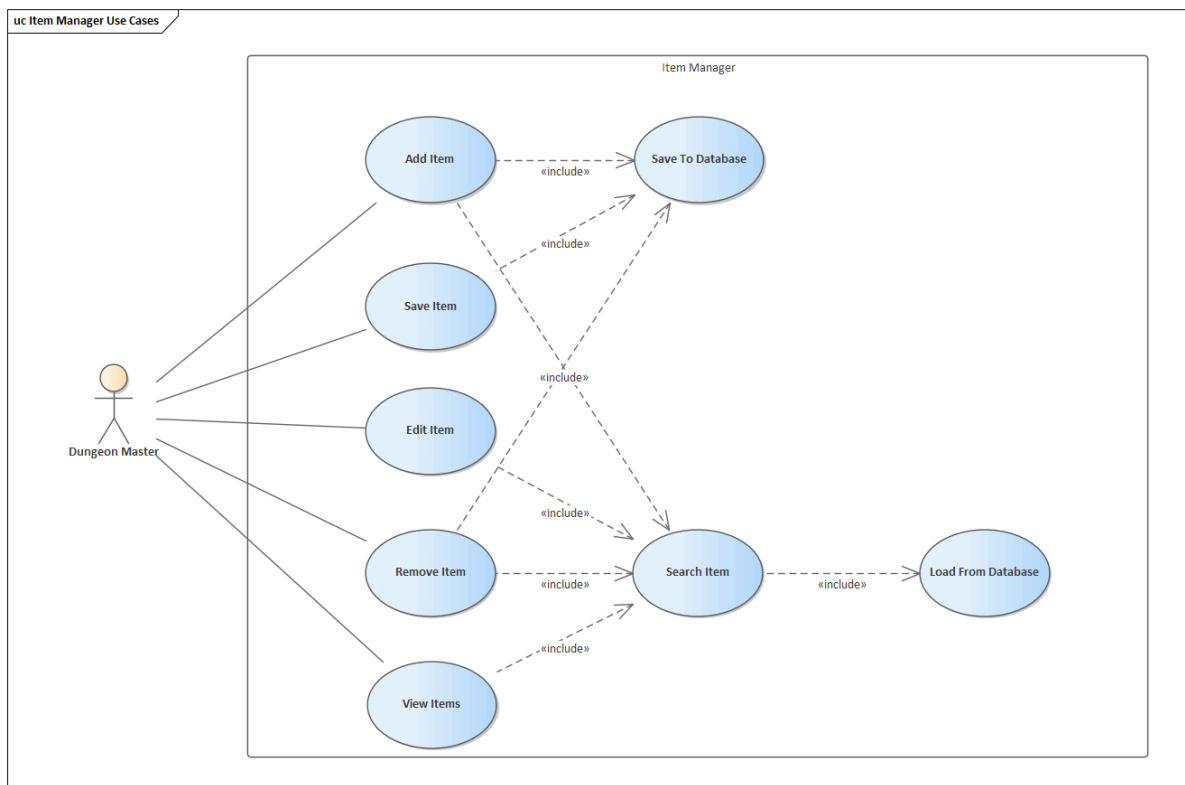 uc Item Manager Use Cases
Item Manager
Add Item
Save To Database
«include»
«include»
Save Item
«include»
Edit Item
Dungeon Master
«include»
Remove Item
Search Item
Load From Database
«include»
«include»
«include»
View Items